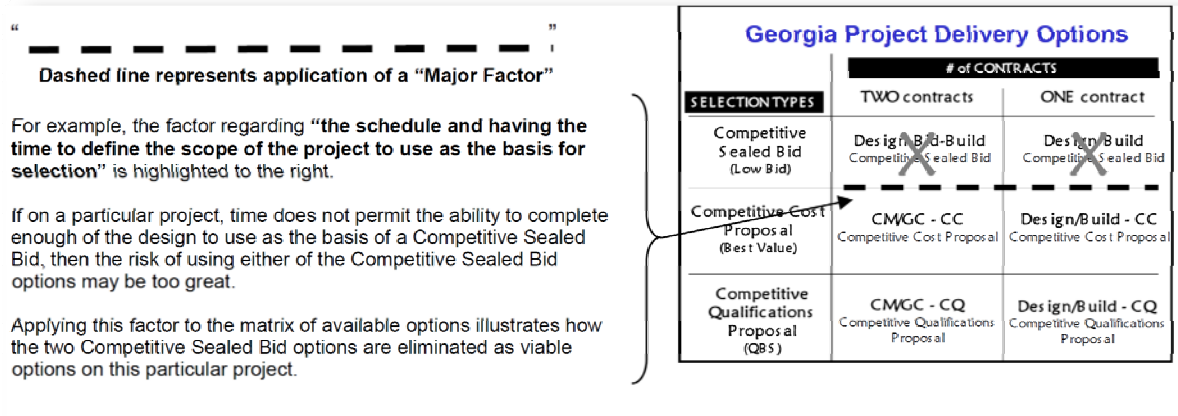 “ ”
Dashed line represents application of a “Major Factor”
For example, the factor regarding “the schedule and having the
time to define the scope of the project to use as the basis for
selection” is highlighted to the right.
If on a particular project, time does not permit the ability to complete
enough of the design to use as the basis of a Competitive Sealed
Bid, then the risk of using either of the Competitive Sealed Bid
options may be too great.
Applying this factor to the matrix of available options illustrates how
the two Competitive Sealed Bid options are eliminated as viable
options on this particular project.
Georgia Project Delivery Options
# of CONTRACTS
SELECTION TYPES
TWO contracts
ONE contract
Competitive
Sealed Bid
(Low Bid)
Design-Bid-Build
Competitive Sealed Bid
Design/Build
Competitive Sealed Bid
Competitive Cost
Proposal
(Best Value)
CM/GC - CC
Competitive Cost Proposal
Design/Build - CC
Competitive Cost Proposal
Competitive
Qualifications
Proposal
(QBS)
CM/GC - CQ
Competitive Qualifications
Proposal
Design/Build - CQ
Competitive Qualifications
Proposal